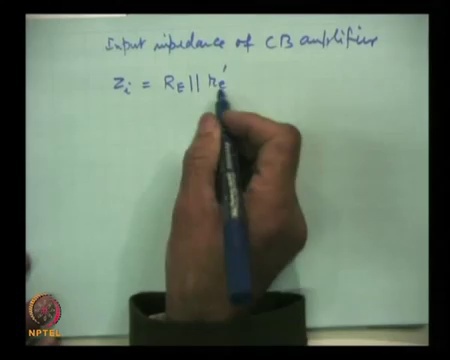 Input impedance of CB amplifier
Zi = RE || re'
NPTEL